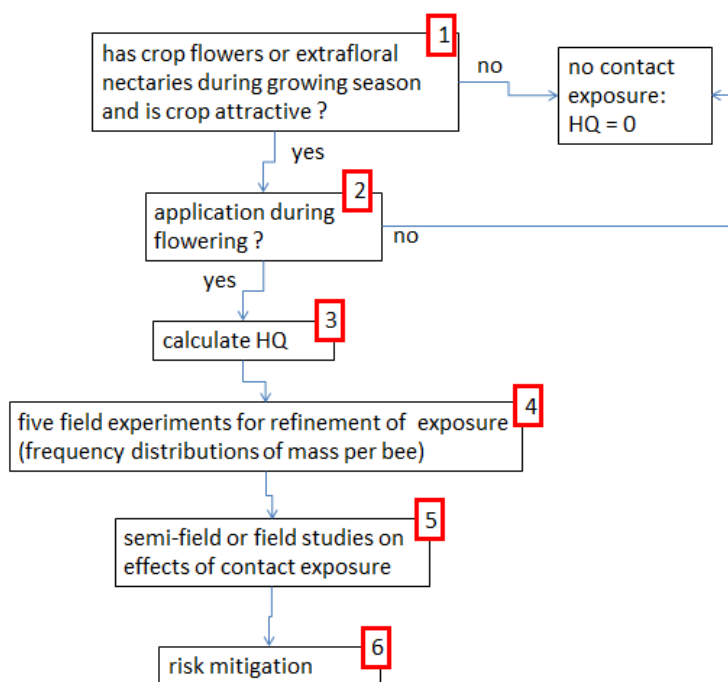 1
has crop flowers or extrafloral
nectaries during growing season
and is crop attractive ?
no
no contact
exposure:
HQ = 0
yes
2
application during
flowering ?
no
yes
3
calculate HQ
4
five field experiments for refinement of exposure
(frequency distributions of mass per bee)
5
semi-field or field studies on
effects of contact exposure
6
risk mitigation